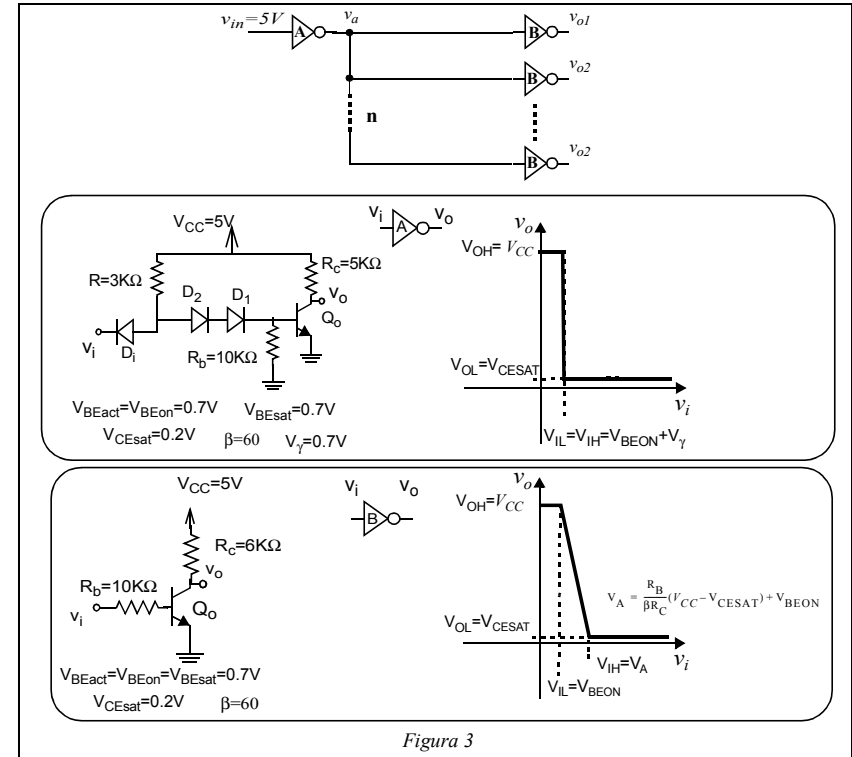 v_in=5V
A
v_a
B
v_o1
B
v_o2
n
B
v_o2
V_CC=5V
R=3KΩ
R_c=5KΩ
D_2
D_1
v_o
Q_o
v_i
D_i
R_b=10KΩ
V_BEact=V_BEon=0.7V V_BEsat=0.7V
V_CEsat=0.2V β=60 V_γ=0.7V
v_i A v_o
v_o
V_OH= V_CC
V_OL=V_CESAT
v_i
V_IL=V_IH=V_BEON+V_γ
V_CC=5V
R_c=6KΩ
v_o
R_b=10KΩ
v_i
Q_o
V_BEact=V_BEon=V_BEsat=0.7V
V_CEsat=0.2V β=60
v_i B v_o
v_o
V_OH=V_CC
V_A = R_B/βR_C (V_CC–V_CESAT)+V_BEON
V_OL=V_CESAT
V_IH=V_A
v_i
V_IL=V_BEON
Figura 3